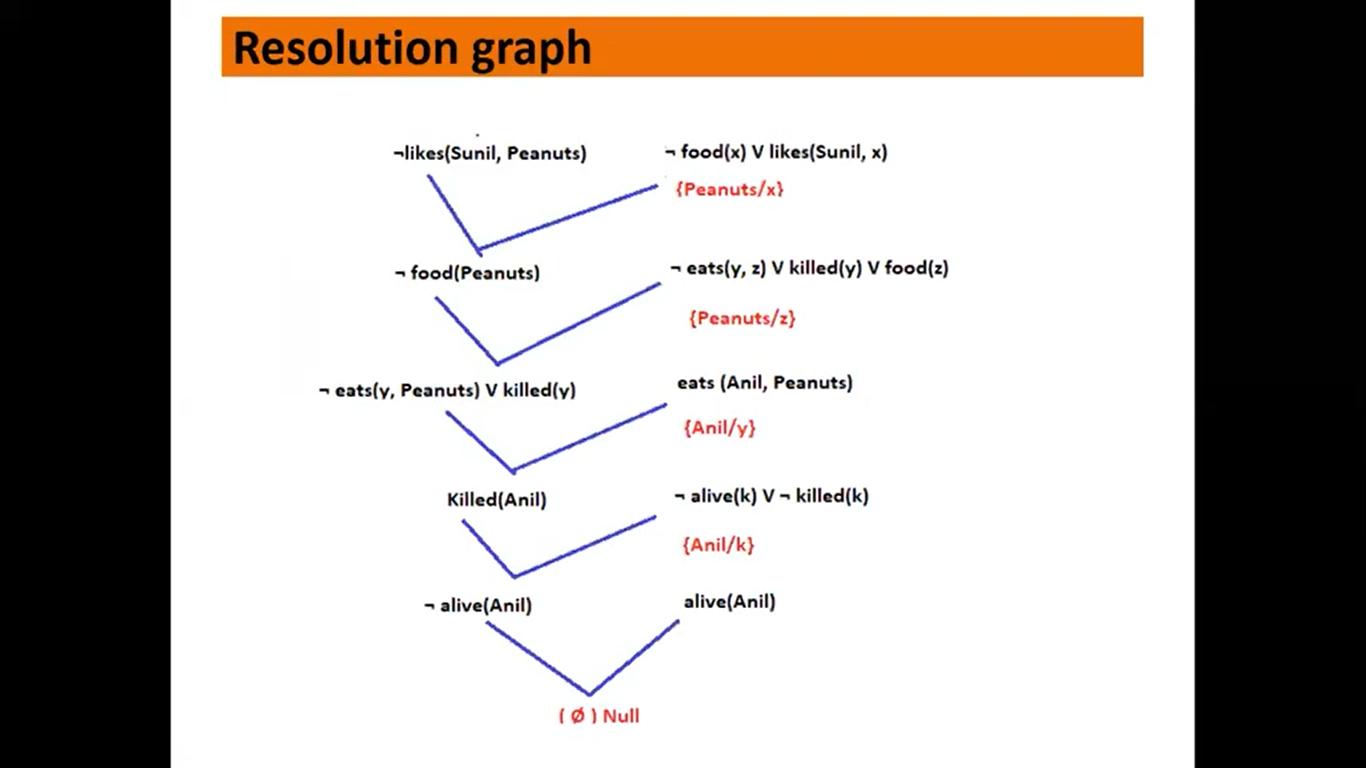 Resolution graph
¬likes(Sunil, Peanuts)
¬ food(x) V likes(Sunil, x)
{Peanuts/x}
¬ food(Peanuts)
¬ eats(y, z) V killed(y) V food(z)
{Peanuts/z}
¬ eats(y, Peanuts) V killed(y)
eats (Anil, Peanuts)
{Anil/y}
Killed(Anil)
¬ alive(k) V ¬ killed(k)
{Anil/k}
¬ alive(Anil)
alive(Anil)
( Ø ) Null